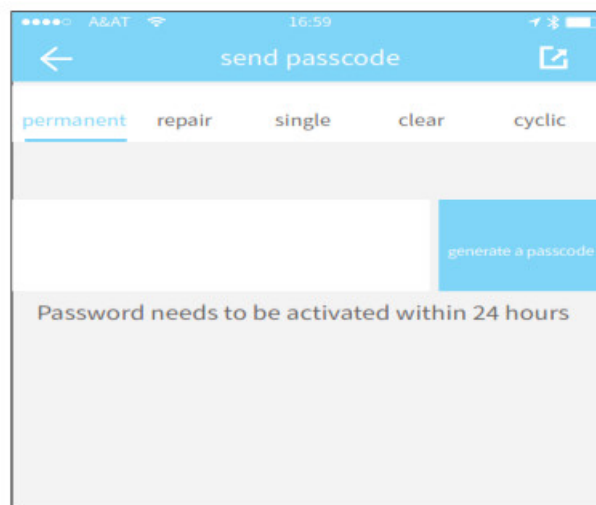 A&AT 16:59
send passcode
permanent repair single clear cyclic
generate a passcode
Password needs to be activated within 24 hours